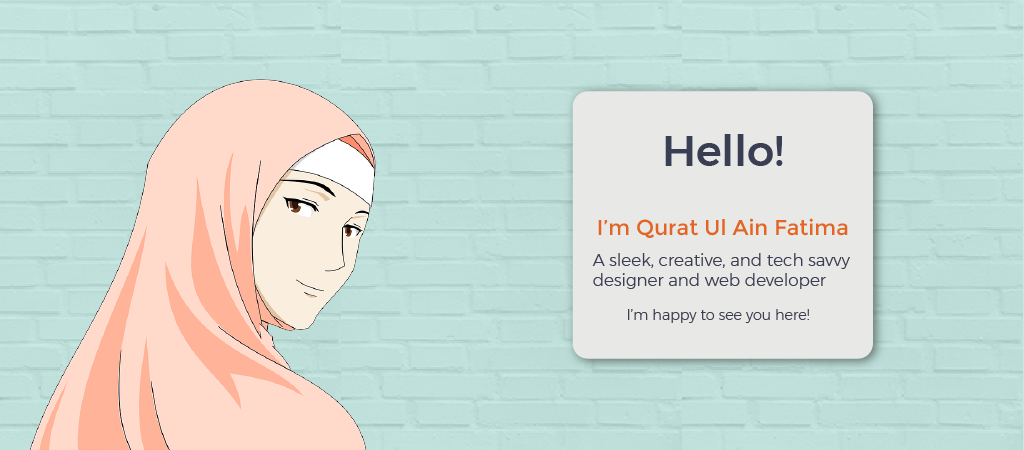 Hello!
I'm Qurat Ul Ain Fatima
A sleek, creative, and tech savvy
designer and web developer
I'm happy to see you here!